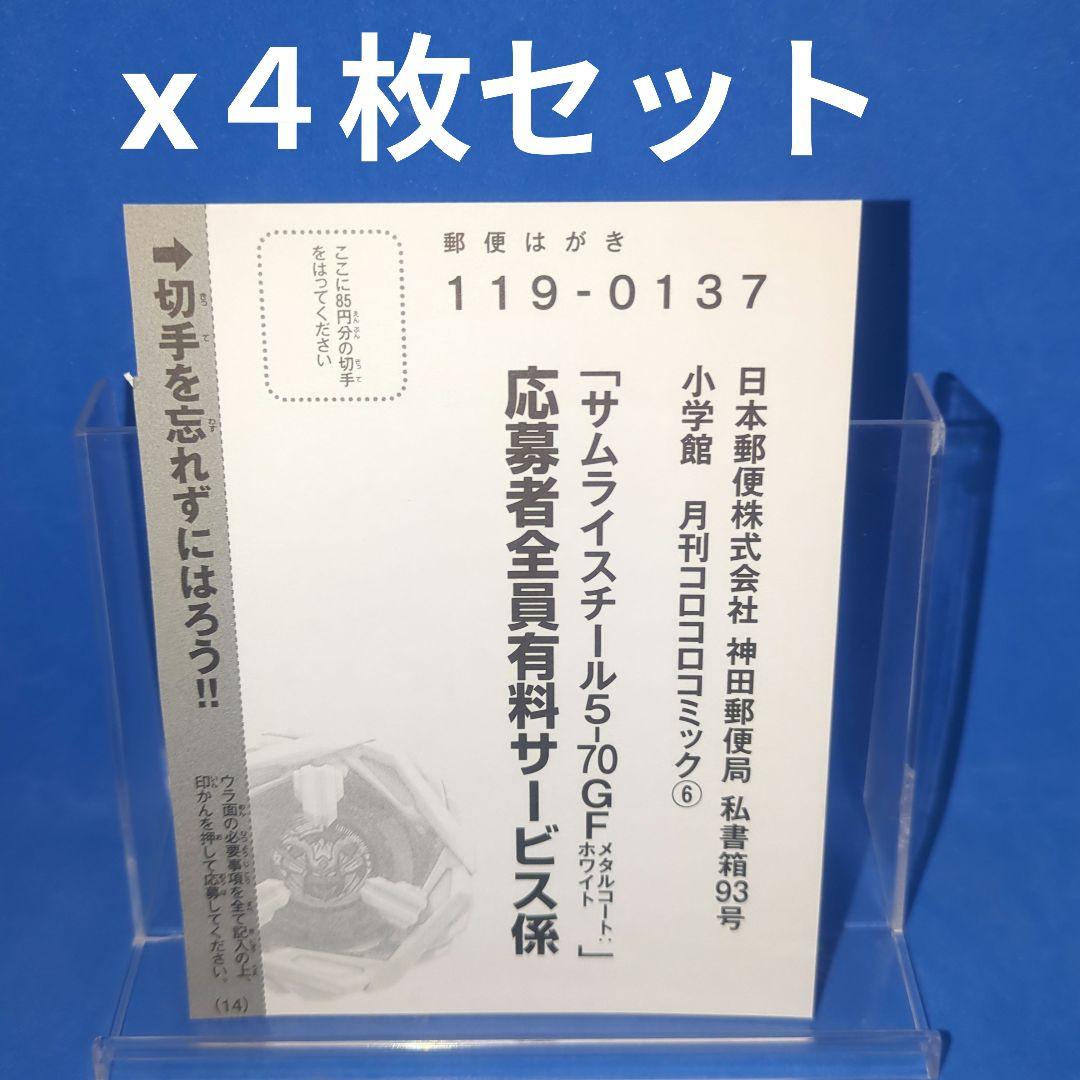 x４枚セット
郵便はがき
119-0137
日本郵便株式会社 神田郵便局 私書箱93号
小学館 月刊コロコロコミック⑥
「サムライスチール5-70GF メタルコート：ホワイト」
応募者全員有料サービス係
ここに85円分の切手
をはってください
➡切手を忘れずにはろう!!
ウラ面の必要事項を全て記入の上、
印かんを押して応募してください。
(14)